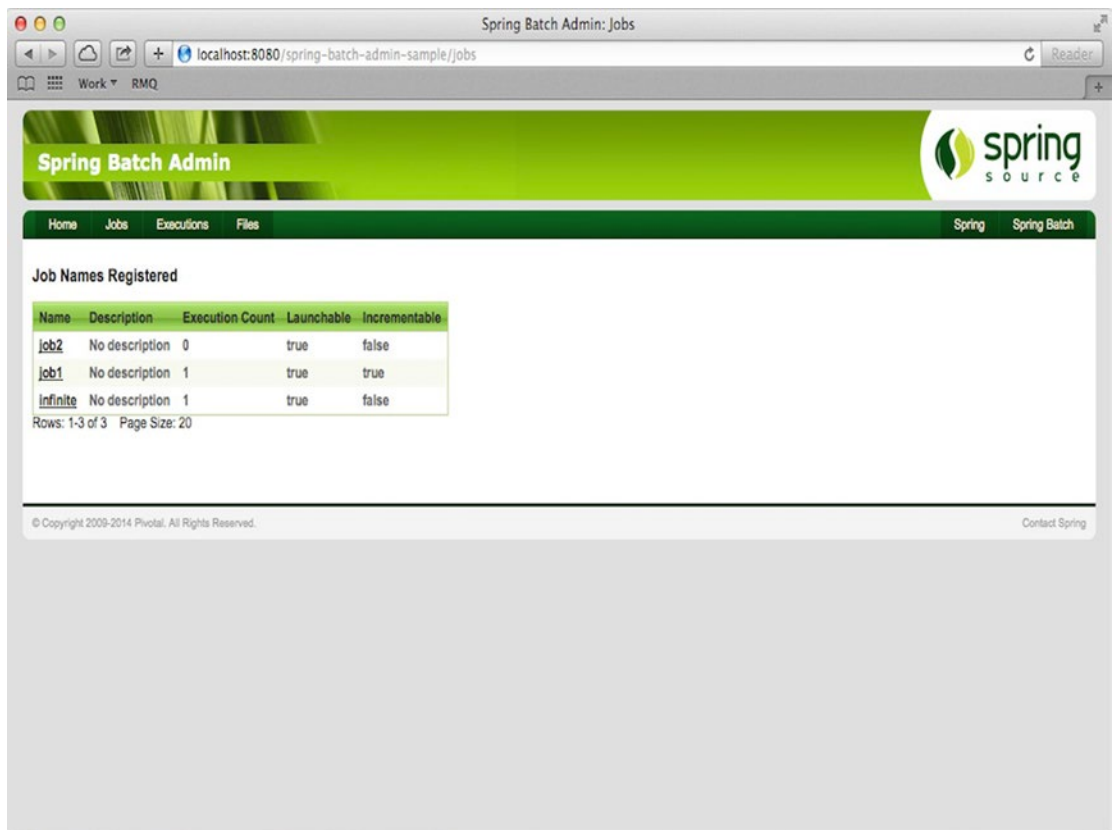 Spring Batch Admin: Jobs
localhost:8080/spring-batch-admin-sample/jobs
Reader
Work RMQ
Spring Batch Admin
spring
source
Home Jobs Executions Files Spring Spring Batch
Job Names Registered
Name Description Execution Count Launchable Incrementable
job2 No description 0 true false
job1 No description 1 true true
infinite No description 1 true false
Rows: 1-3 of 3 Page Size: 20
© Copyright 2009-2014 Pivotal. All Rights Reserved. Contact Spring